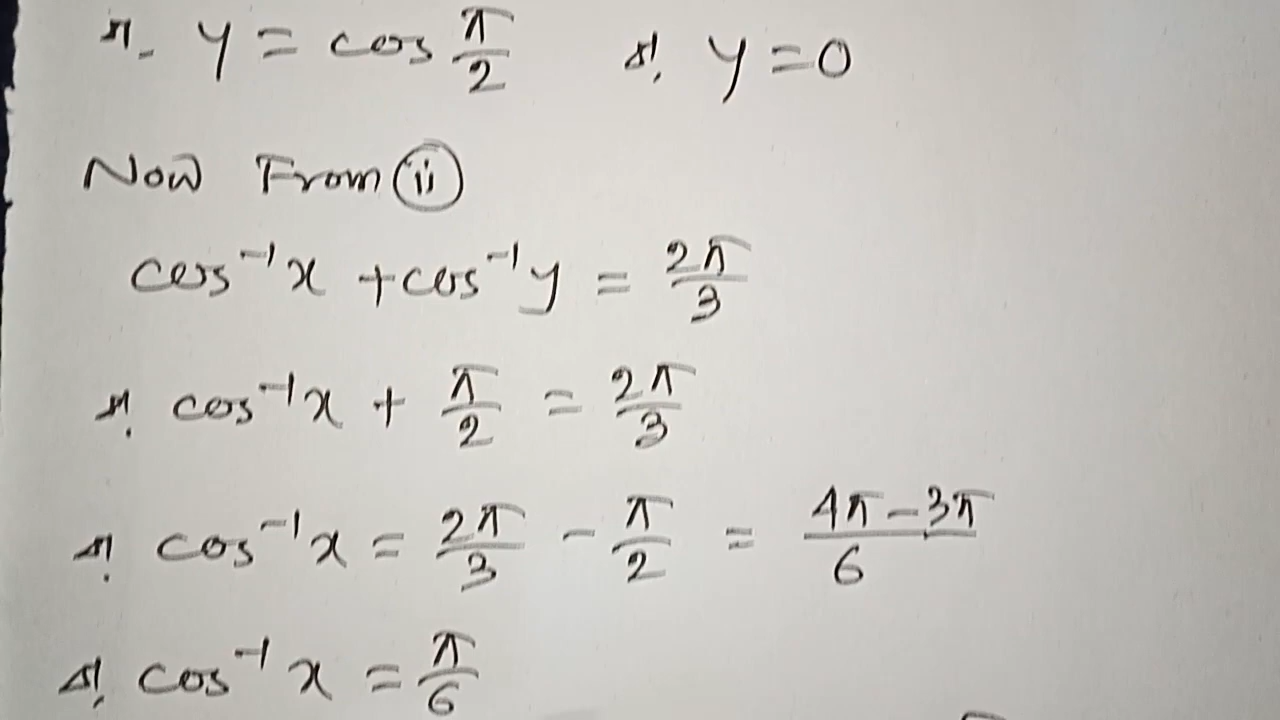 বা, y = cos π/2 বা, y = 0
Now From (ii)
cos⁻¹x + cos⁻¹y = 2π/3
বা, cos⁻¹x + π/2 = 2π/3
বা, cos⁻¹x = 2π/3 - π/2 = (4π - 3π)/6
বা, cos⁻¹x = π/6